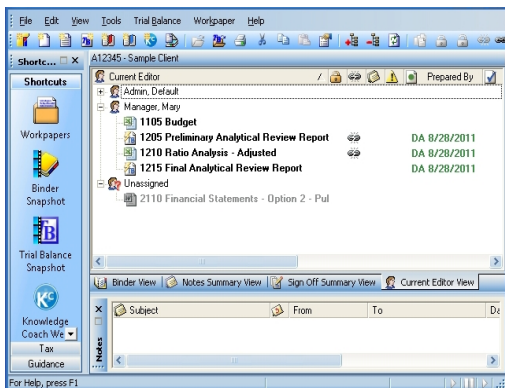 File Edit View Tools Trial Balance Workpaper Help
Shortc...
A12345 - Sample Client
Shortcuts
Current Editor / Prepared By
Admin, Default
Manager, Mary
1105 Budget
Workpapers
1205 Preliminary Analytical Review Report DA 8/28/2011
1210 Ratio Analysis - Adjusted DA 8/28/2011
1215 Final Analytical Review Report DA 8/28/2011
Unassigned
2110 Financial Statements - Option 2 - Pul
Binder
Snapshot
Trial Balance
Snapshot
Binder View Notes Summary View Sign Off Summary View Current Editor View
Knowledge
Coach We
Tax
Guidance
Subject From To Da
Notes
For Help, press F1